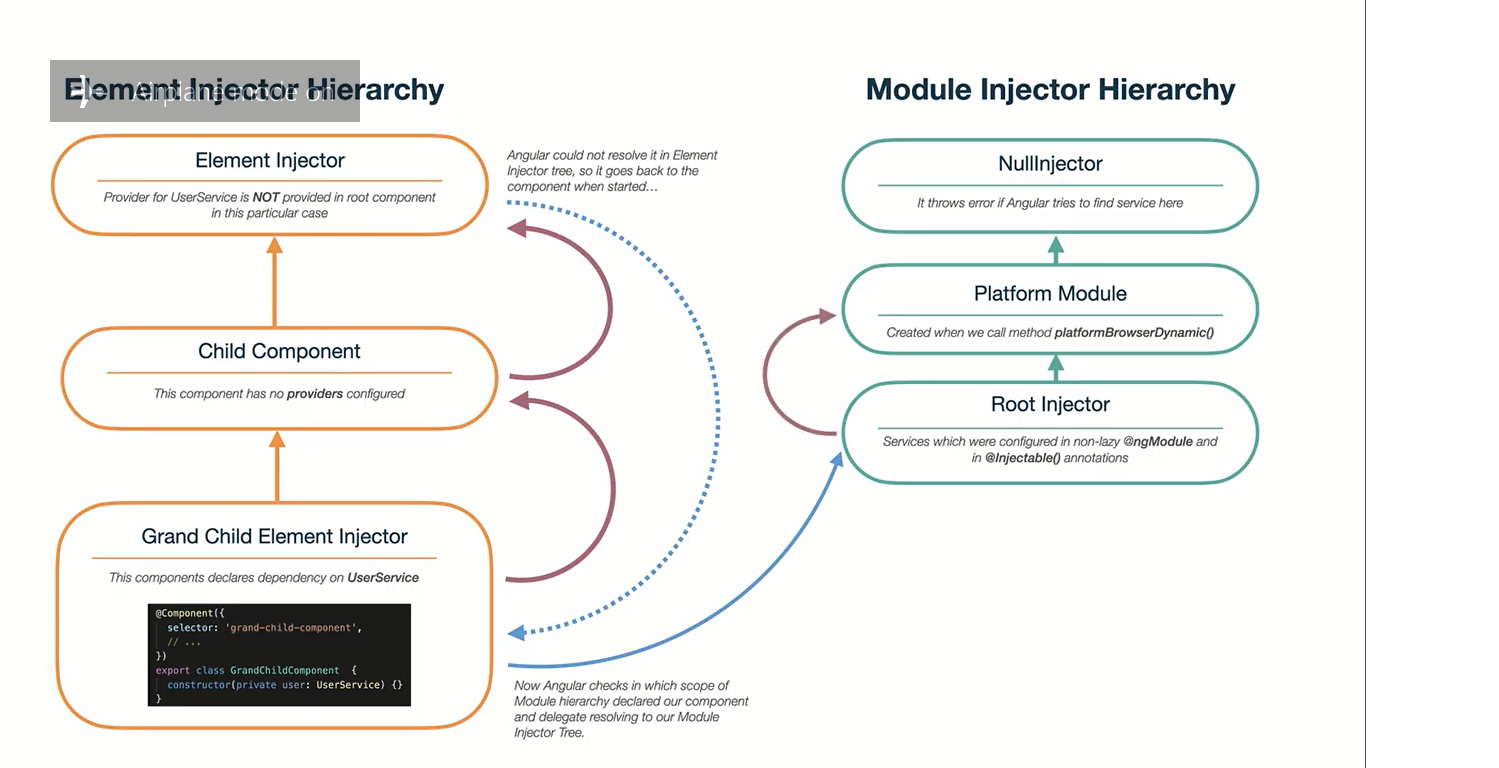 Element Injector Hierarchy
Airplane mode on
Element Injector
Provider for UserService is NOT provided in root component
in this particular case
Angular could not resolve it in Element
Injector tree, so it goes back to the
component when started…
Child Component
This component has no providers configured
Grand Child Element Injector
This components declares dependency on UserService
@Component({
selector: 'grand-child-component',
// ...
})
export class GrandChildComponent {
constructor(private user: UserService) {}
}
Now Angular checks in which scope of
Module hierarchy declared our component
and delegate resolving to our Module
Injector Tree.
Module Injector Hierarchy
NullInjector
It throws error if Angular tries to find service here
Platform Module
Created when we call method platformBrowserDynamic()
Root Injector
Services which were configured in non-lazy @ngModule and
in @Injectable() annotations